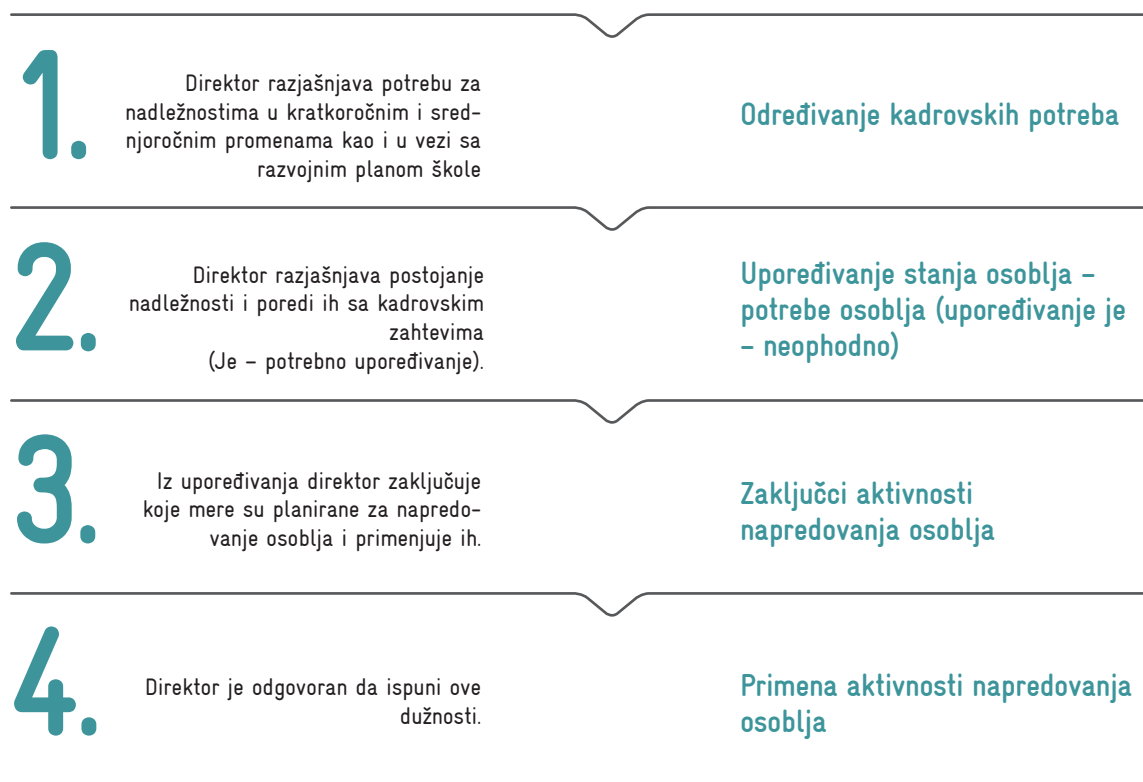 1.
Direktor razjašnjava potrebu za
nadležnostima u kratkoročnim i sred-
njoročnim promenama kao i u vezi sa
razvojnim planom škole
Određivanje kadrovskih potreba
2.
Direktor razjašnjava postojanje
nadležnosti i poredi ih sa kadrovskim
zahtevima
(Je – potrebno upoređivanje).
Upoređivanje stanja osoblja –
potrebe osoblja (upoređivanje je
– neophodno)
3.
Iz upoređivanja direktor zaključuje
koje mere su planirane za napredo-
vanje osoblja i primenjuje ih.
Zaključci aktivnosti
napredovanja osoblja
4.
Direktor je odgovoran da ispuni ove
dužnosti.
Primena aktivnosti napredovanja
osoblja